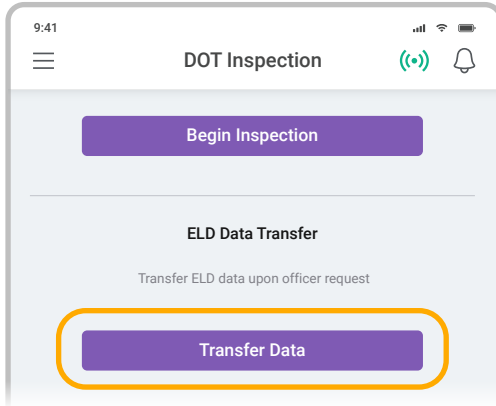 9:41
DOT Inspection
Begin Inspection
ELD Data Transfer
Transfer ELD data upon officer request
Transfer Data